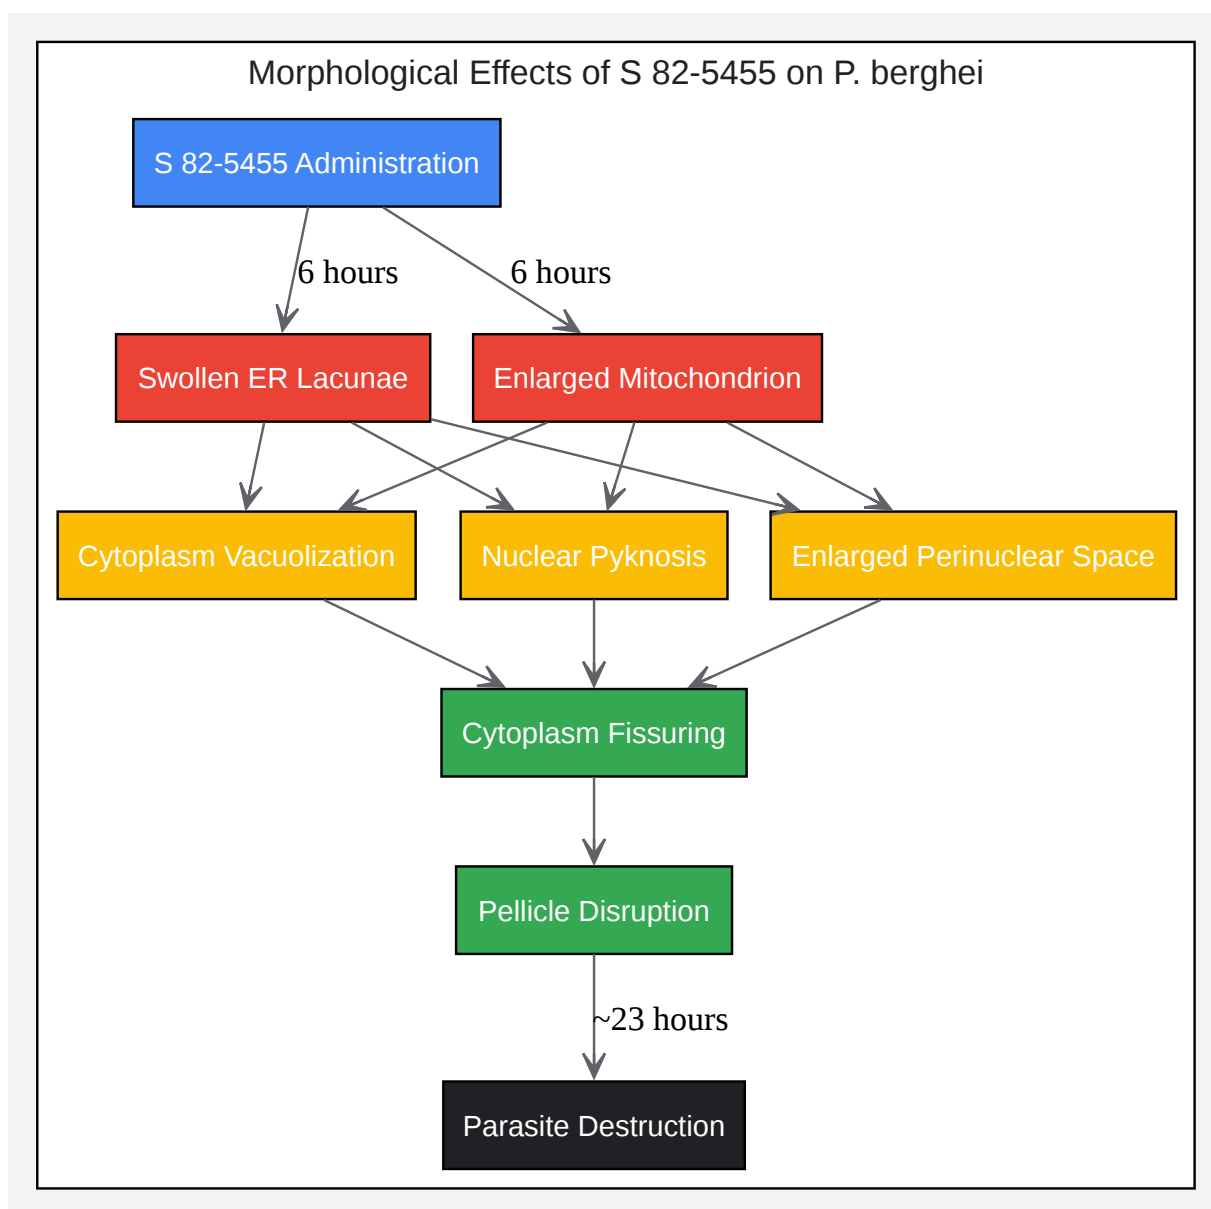 Morphological Effects of S 82-5455 on P. berghei
S 82-5455 Administration
6 hours
6 hours
Swollen ER Lacunae
Enlarged Mitochondrion
Cytoplasm Vacuolization
Nuclear Pyknosis
Enlarged Perinuclear Space
Cytoplasm Fissuring
Pellicle Disruption
~23 hours
Parasite Destruction